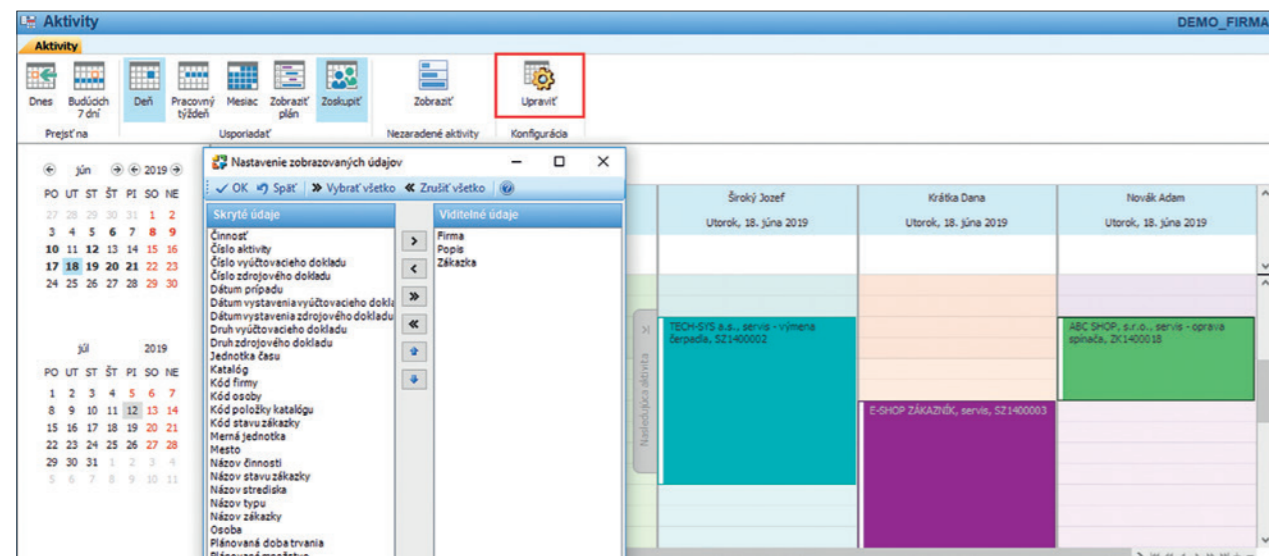 Aktivity
DEMO_FIRMA
Aktivity
Dnes
Budúcich
7 dní
Deň
Pracovný
týždeň
Mesiac
Zobraziť
plán
Zoskupiť
Zobraziť
Upraviť
Prejsť na
Usporiadať
Nezaradené aktivity
Konfigurácia
jún 2019
PO UT ST ŠT PI SO NE
27 28 29 30 31 1 2
3 4 5 6 7 8 9
10 11 12 13 14 15 16
17 18 19 20 21 22 23
24 25 26 27 28 29 30
júl 2019
PO UT ST ŠT PI SO NE
1 2 3 4 5 6 7
8 9 10 11 12 13 14
15 16 17 18 19 20 21
22 23 24 25 26 27 28
29 30 31 1 2 3 4
5 6 7 8 9 10 11
Nastavenie zobrazovaných údajov
OK Späť Vybrať všetko Zrušiť všetko
Skryté údaje
Činnosť
Číslo aktivity
Číslo vyúčtovacieho dokladu
Číslo zdrojového dokladu
Dátum prípadu
Dátum vystavenia vyúčtovacieho dokla
Dátum vystavenia zdrojového dokladu
Druh vyúčtovacieho dokladu
Druh zdrojového dokladu
Jednotka času
Katalóg
Kód firmy
Kód osoby
Kód položky katalógu
Kód stavu zákazky
Merná jednotka
Mesto
Názov činnosti
Názov stavu zákazky
Názov strediska
Názov typu
Názov zákazky
Osoba
Plánovaná doba trvania
Plánované množstvo
Viditeľné údaje
Firma
Popis
Zákazka
Nasledujúca aktivita
Široký Jozef
Utorok, 18. júna 2019
TECH-SYS a.s., servis - výmena
čerpadla, SZ1400002
Krátka Dana
Utorok, 18. júna 2019
E-SHOP ZÁKAZNÍK, servis, SZ1400003
Novák Adam
Utorok, 18. júna 2019
ABC SHOP, s.r.o., servis - oprava
spínača, ZK1400018